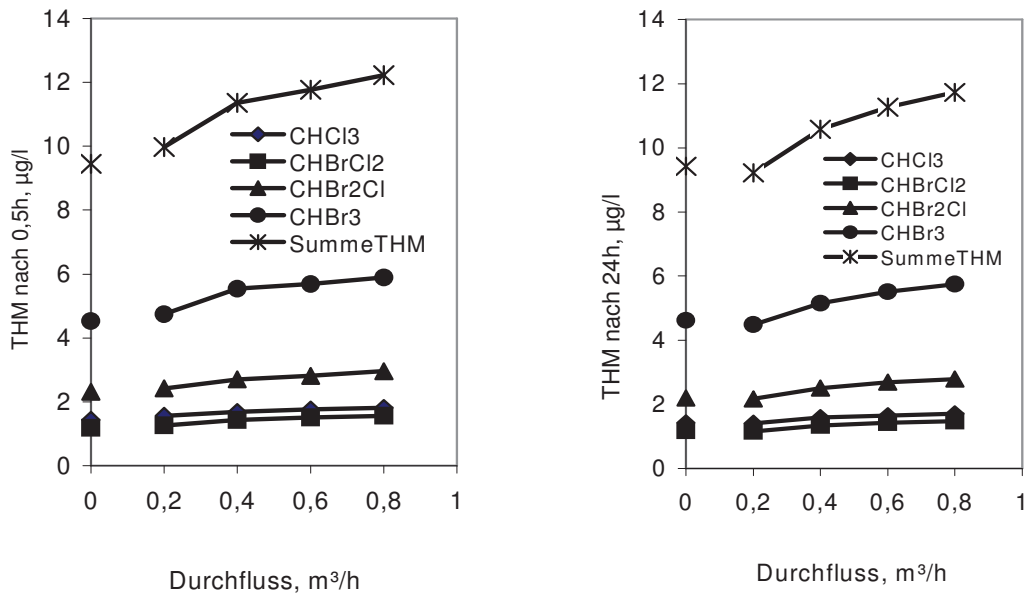 THM nach 0,5h, µg/l
14
12
10
8
6
4
2
0
0 0,2 0,4 0,6 0,8 1
CHCl3
CHBrCl2
CHBr2Cl
CHBr3
SummeTHM
Durchfluss, m³/h
THM nach 24h, µg/l
14
12
10
8
6
4
2
0
0 0,2 0,4 0,6 0,8 1
CHCl3
CHBrCl2
CHBr2Cl
CHBr3
SummeTHM
Durchfluss, m³/h